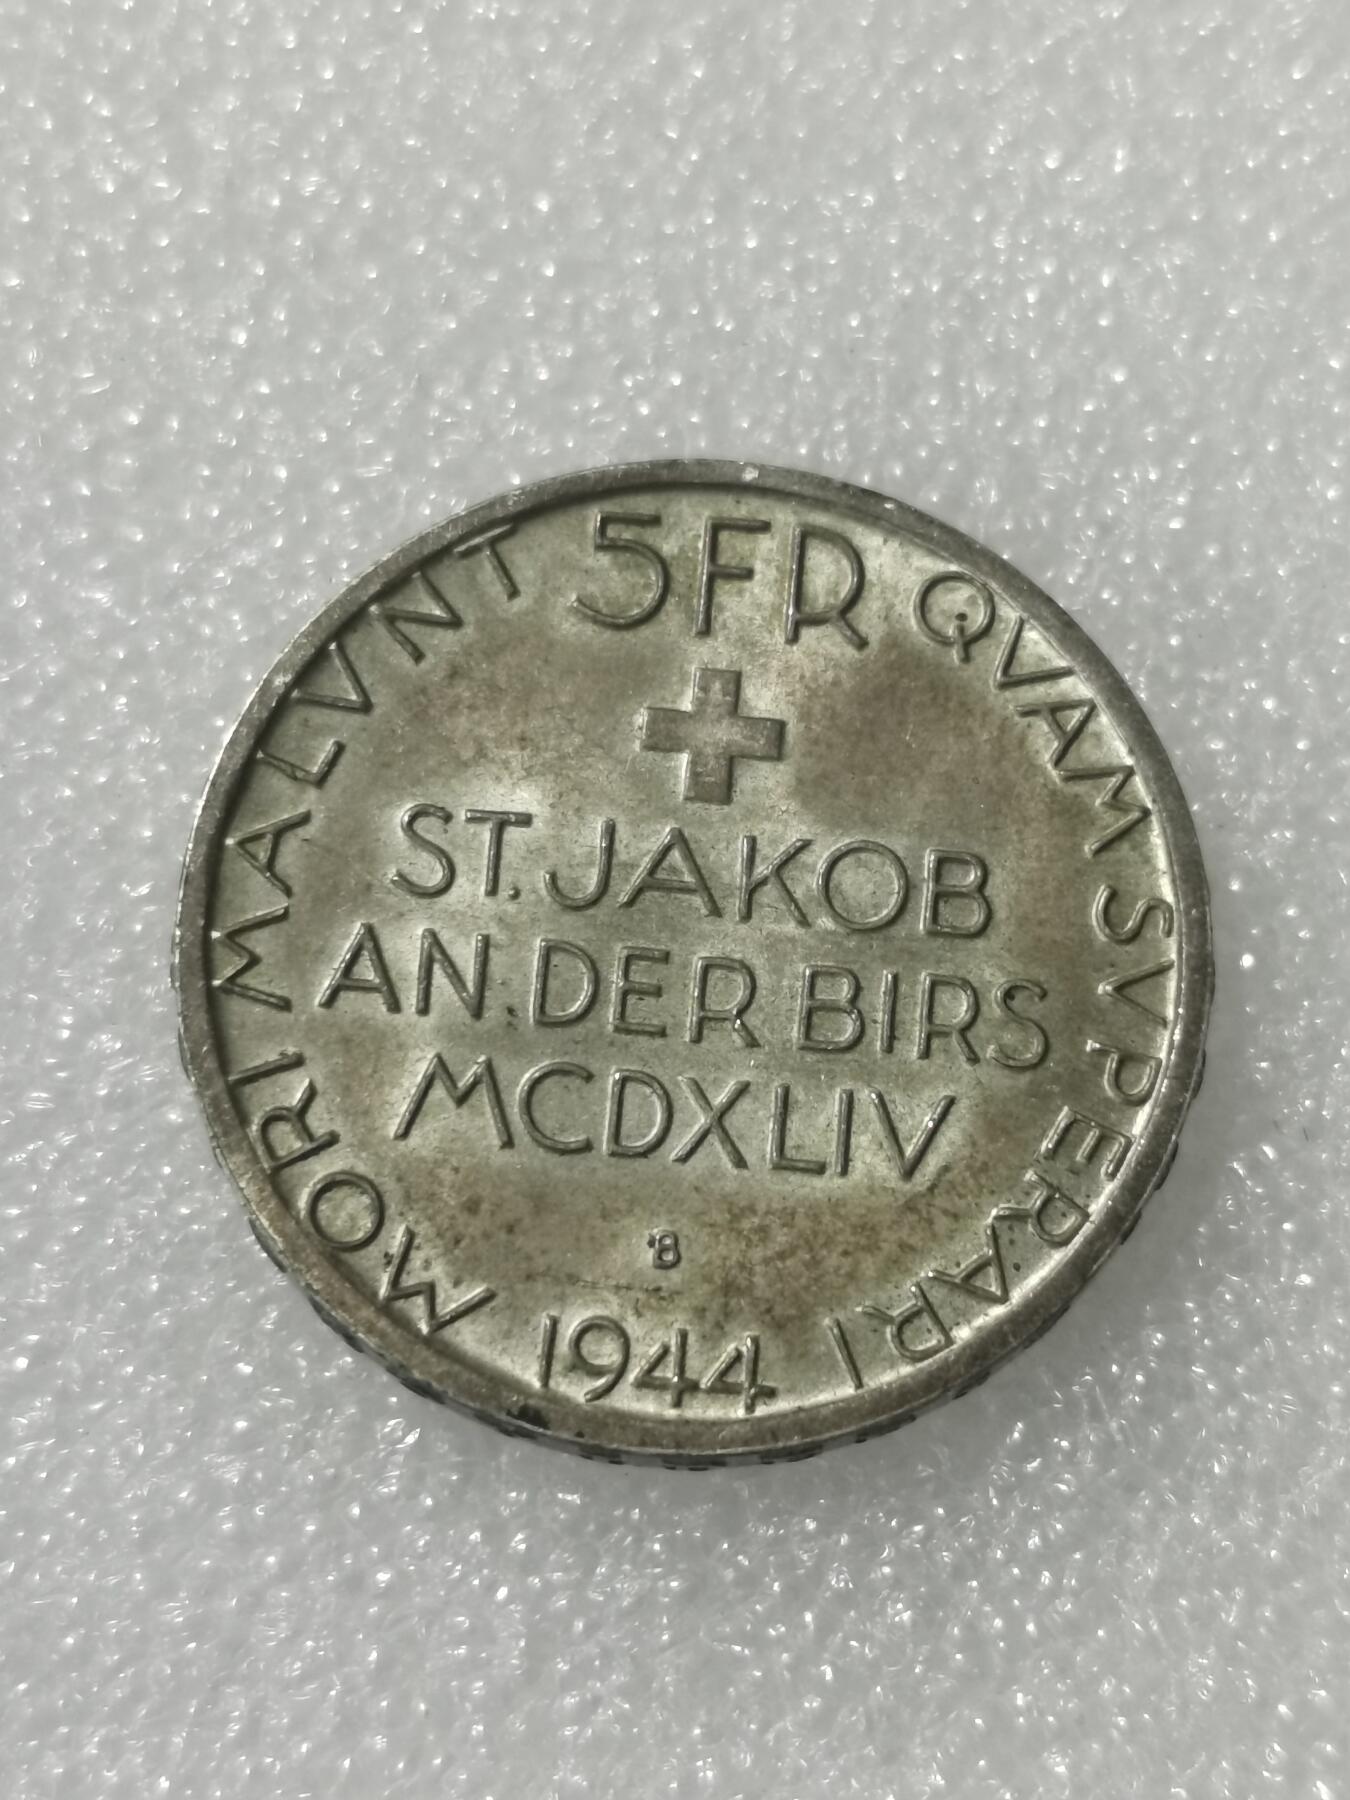 MORI MALVNT 5FR QVAM SVPERARI
ST. JAKOB
AN DER BIRS
MCDXLIV
B
1944